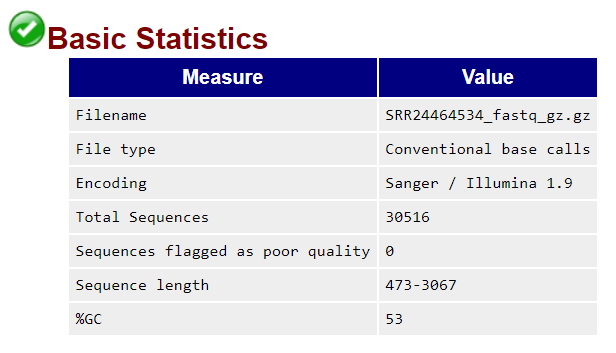 Basic Statistics
Measure Value
Filename SRR24464534_fastq_gz.gz
File type Conventional base calls
Encoding Sanger / Illumina 1.9
Total Sequences 30516
Sequences flagged as poor quality 0
Sequence length 473-3067
%GC 53